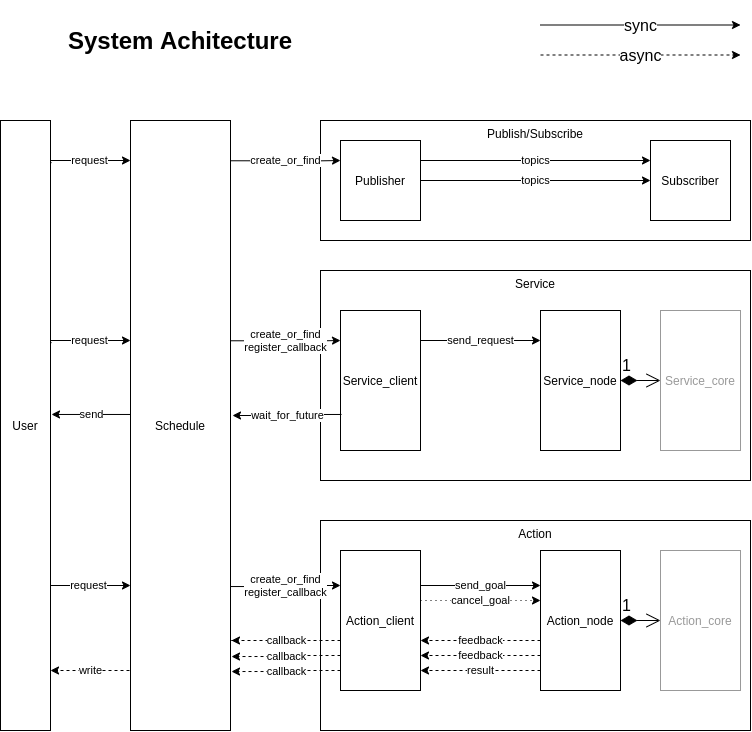 System Achitecture
sync
async
Publish/Subscribe
request
create_or_find
Publisher
topics
topics
Subscriber
Service
request
create_or_find
register_callback
send_request
1
Service_client
Service_node
Service_core
send
wait_for_future
User
Schedule
Action
request
create_or_find
register_callback
send_goal
cancel_goal
1
Action_client
Action_node
Action_core
callback
feedback
callback
feedback
write
callback
result